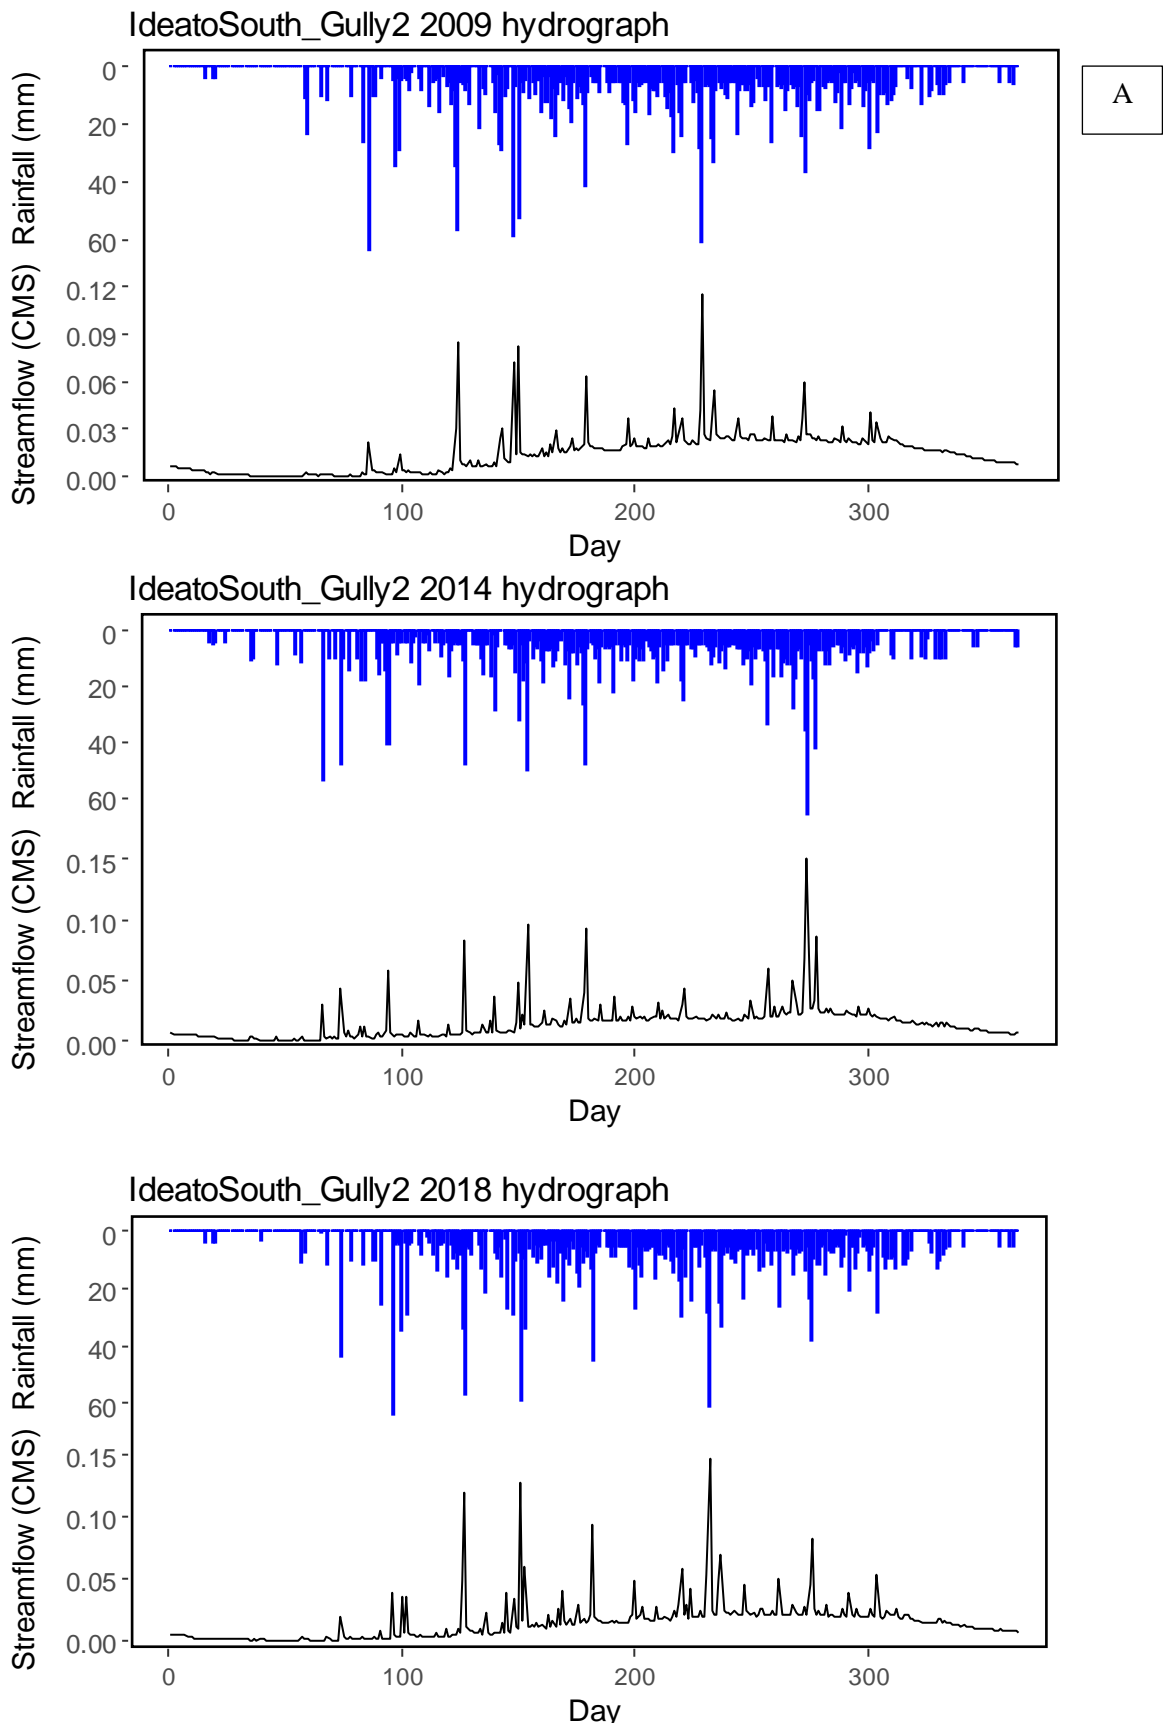 IdeatoSouth_Gully2 2009 hydrograph
A
Rainfall (mm)
0
20
40
60
Streamflow (CMS)
0.12
0.09
0.06
0.03
0.00
0 100 200 300
Day
IdeatoSouth_Gully2 2014 hydrograph
Rainfall (mm)
0
20
40
60
Streamflow (CMS)
0.15
0.10
0.05
0.00
0 100 200 300
Day
IdeatoSouth_Gully2 2018 hydrograph
Rainfall (mm)
0
20
40
60
Streamflow (CMS)
0.15
0.10
0.05
0.00
0 100 200 300
Day